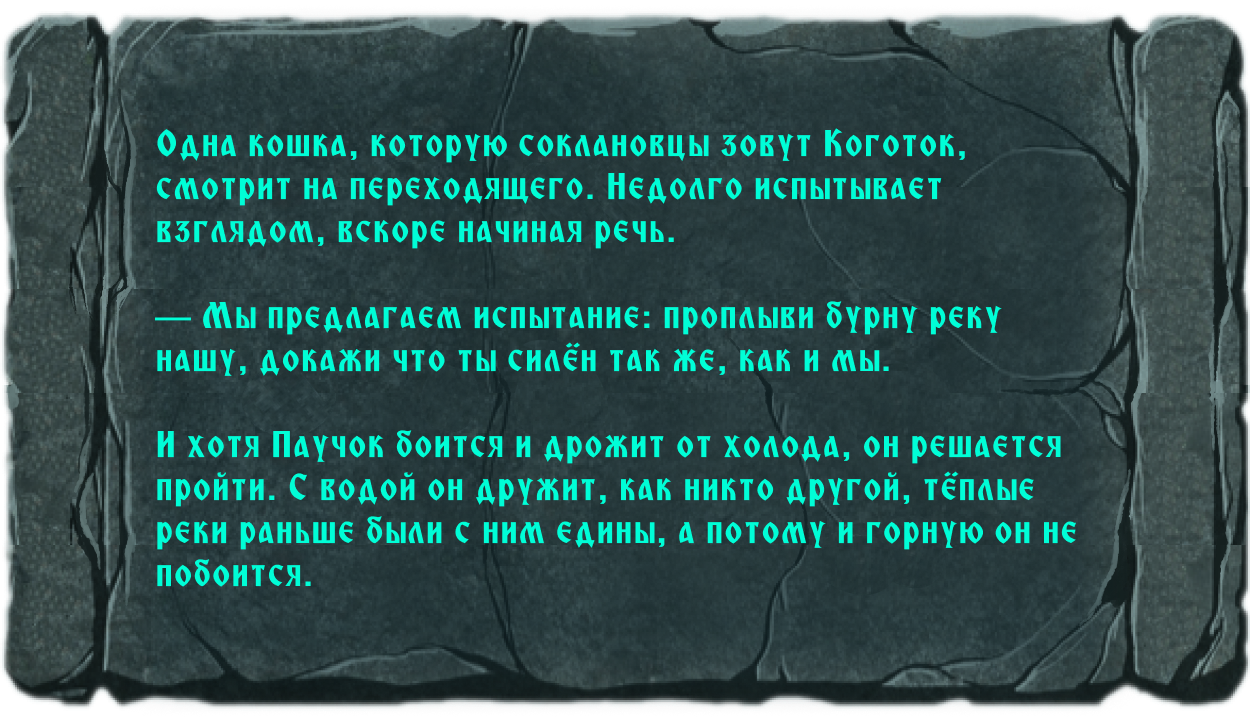 Одна кошка, которую соклановцы зовут Коготок,
смотрит на переходящего. Недолго испытывает
взглядом, вскоре начиная речь.
— Мы предлагаем испытание: проплыви бурну реку
нашу, докажи что ты силён так же, как и мы.
И хотя Паучок боится и дрожит от холода, он решается
пройти. С водой он дружит, как никто другой, тёплые
реки раньше были с ним едины, а потому и горную он не
побоится.